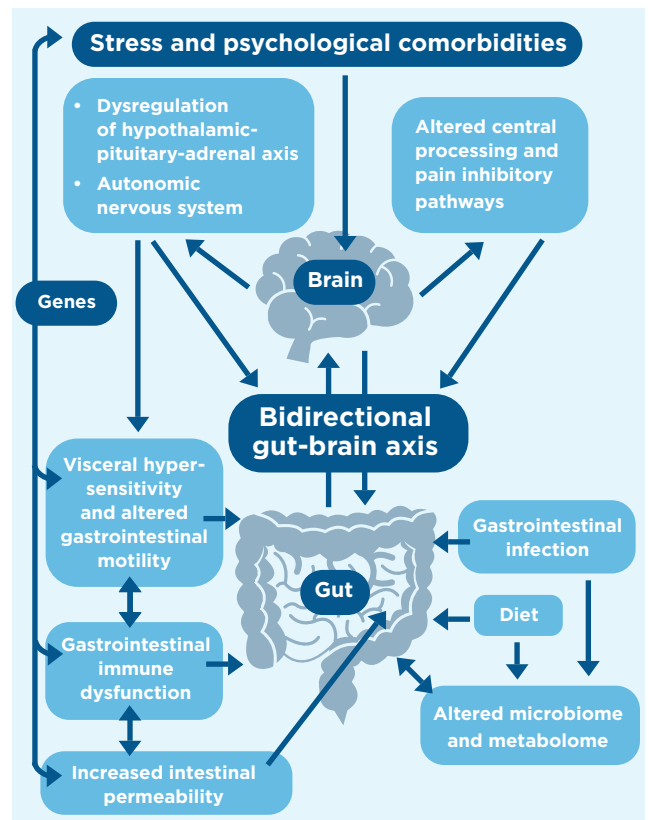 Stress and psychological comorbidities
• Dysregulation
of hypothalamic-
pituitary-adrenal axis
• Autonomic
nervous system
Altered central
processing and
pain inhibitory
pathways
Brain
Genes
Bidirectional
gut-brain axis
Visceral hyper-
sensitivity
and altered
gastrointestinal
motility
Gastrointestinal
infection
Gut
Diet
Gastrointestinal
immune
dysfunction
Altered microbiome
and metabolome
Increased intestinal
permeability